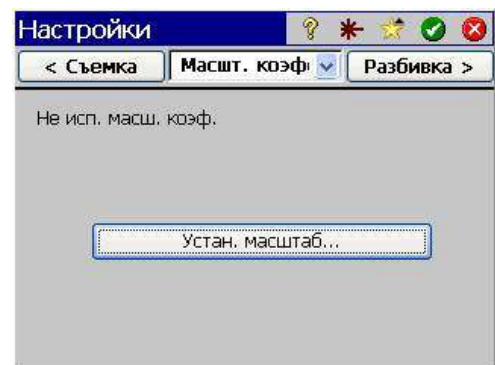 Настройки
< Съемка
Масшт. коэф
Разбивка >
Не исп. масш. коэф.
Устан. масштаб...